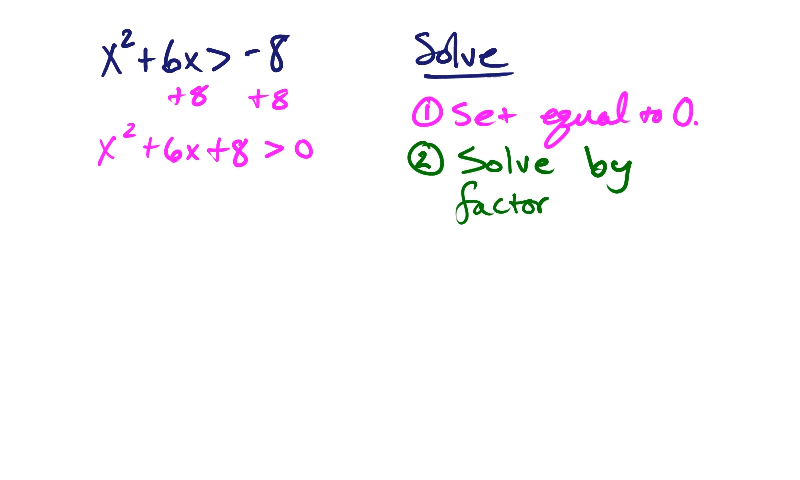 x² + 6x > -8
+8 +8
x² + 6x + 8 > 0
Solve
① Set equal to 0.
② Solve by
factor